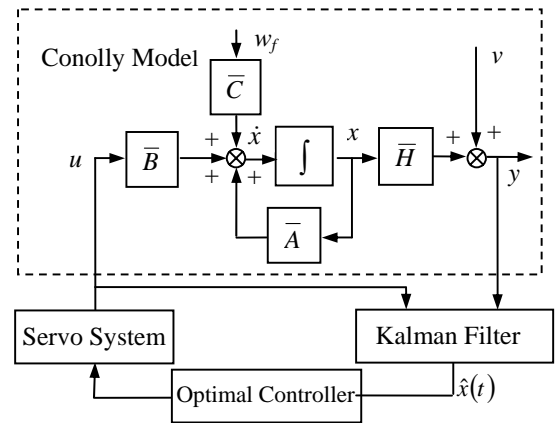 w_f
Conolly Model
v
C̅
+
ẋ
x
+
+
u
B̅
∫
H̅
+
+
y
A̅
Servo System
Kalman Filter
Optimal Controller
x̂(t)